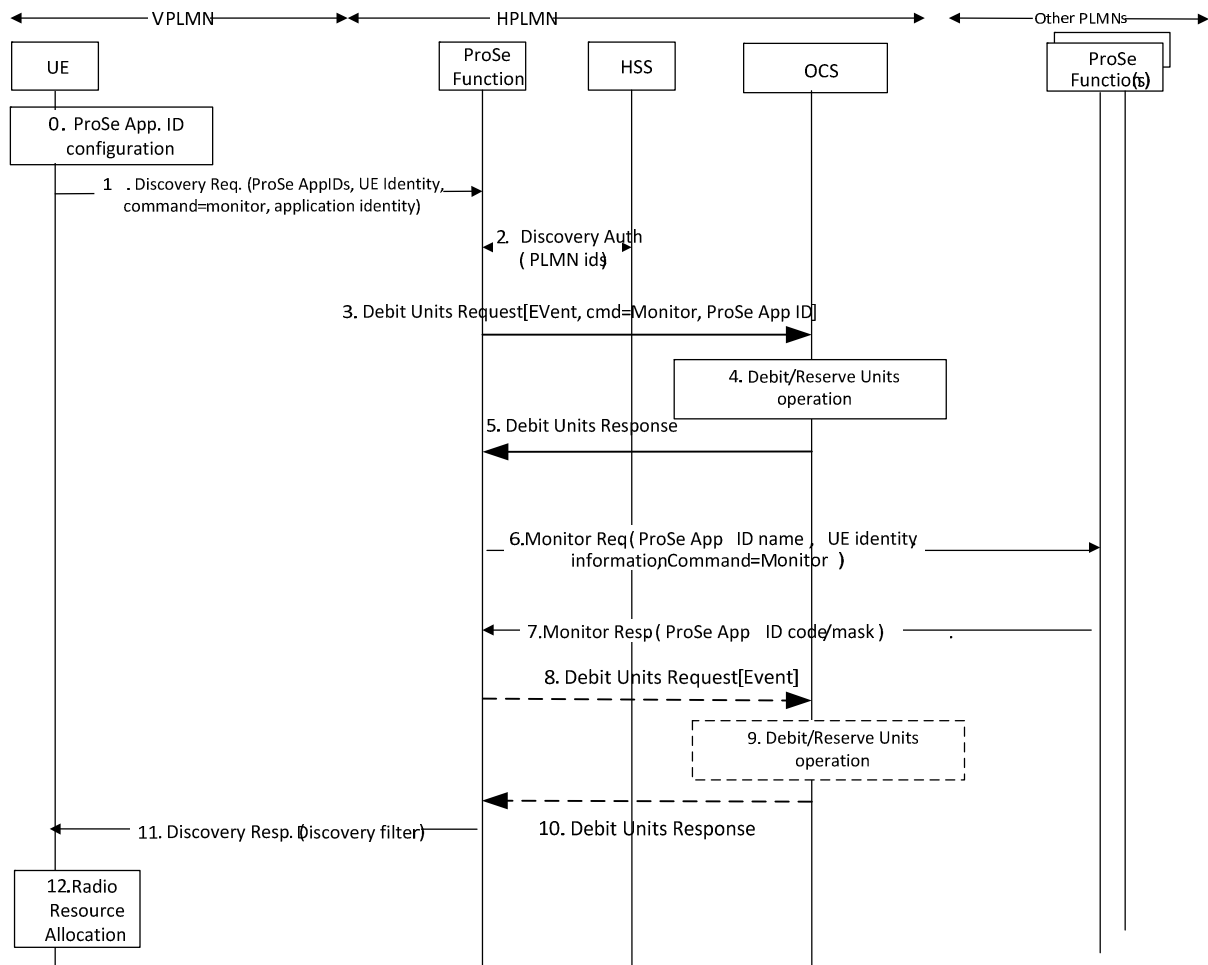 VPLMN
HPLMN
Other PLMNs
UE
ProSe
Function
HSS
OCS
ProSe
Function(s)
0. ProSe App. ID
configuration
1 . Discovery Req. (ProSe AppIDs, UE Identity,
command=monitor, application identity)
2. Discovery Auth
( PLMN ids)
3. Debit Units Request[EVent, cmd=Monitor, ProSe App ID]
4. Debit/Reserve Units
operation
5. Debit Units Response
6.Monitor Req( ProSe App ID name , UE identity,
information,Command=Monitor )
7.Monitor Resp.( ProSe App ID code/mask) .
8. Debit Units Request[Event]
9. Debit/Reserve Units
operation
10. Debit Units Response
11. Discovery Resp. (Discovery filter)
12.Radio
Resource
Allocation